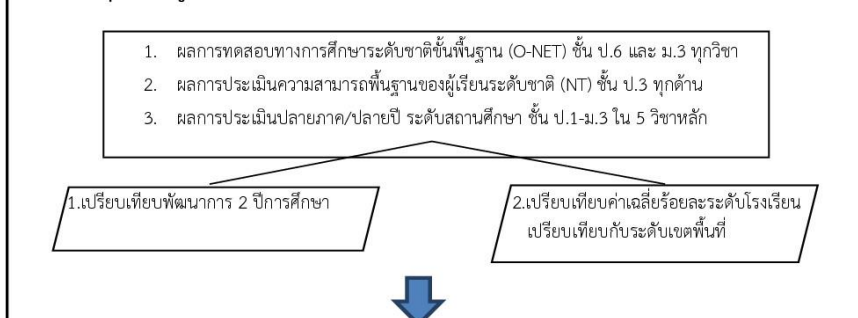 1. ผลการทดสอบทางการศึกษาระดับชาติขั้นพื้นฐาน (O-NET) ชั้น ป.6 และ ม.3 ทุกวิชา
2. ผลการประเมินความสามารถพื้นฐานของผู้เรียนระดับชาติ (NT) ชั้น ป.3 ทุกด้าน
3. ผลการประเมินปลายภาค/ปลายปี ระดับสถานศึกษา ชั้น ป.1-ม.3 ใน 5 วิชาหลัก
1.เปรียบเทียบพัฒนาการ 2 ปีการศึกษา
2.เปรียบเทียบค่าเฉลี่ยร้อยละระดับโรงเรียน
เปรียบเทียบกับระดับเขตพื้นที่